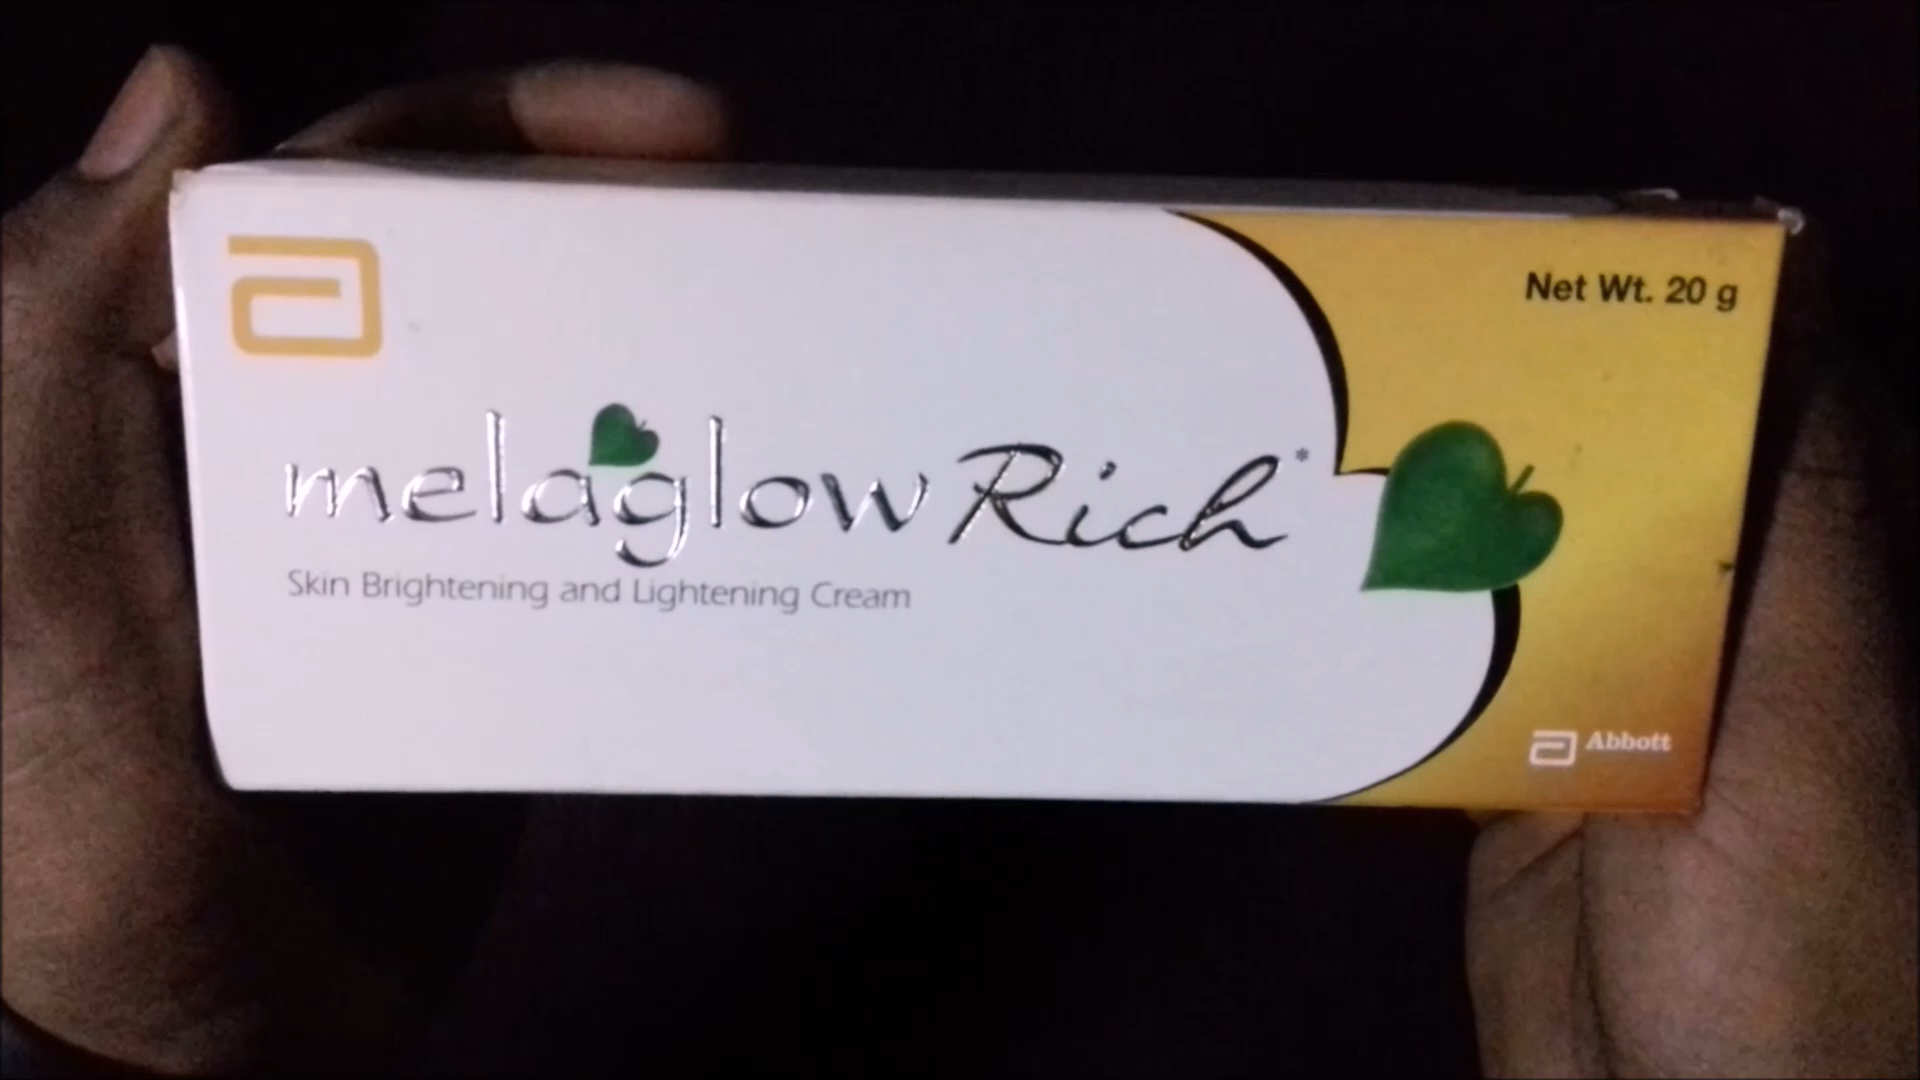 Net Wt. 20 g
melaglow Rich*
Skin Brightening and Lightening Cream
Abbott